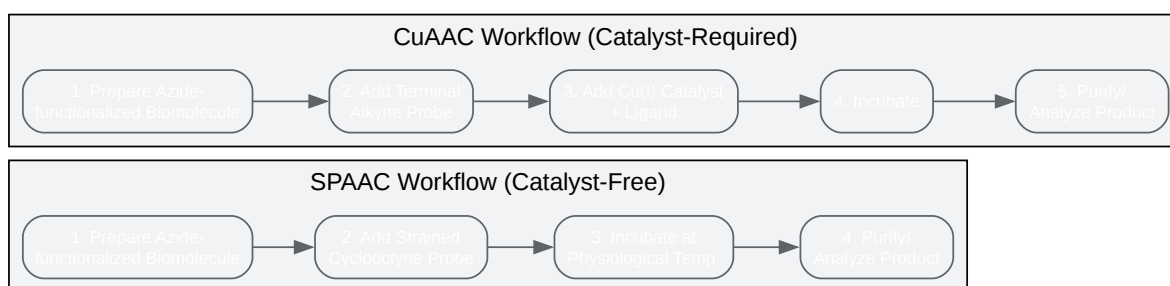 CuAAC Workflow (Catalyst-Required)
1. Prepare Azide-
functionalized Biomolecule
2. Add Terminal
Alkyne Probe
3. Add Cu(I) Catalyst
+ Ligand
4. Incubate
5. Purify/
Analyze Product
SPAAC Workflow (Catalyst-Free)
1. Prepare Azide-
functionalized Biomolecule
2. Add Strained
Cyclooctyne Probe
3. Incubate at
Physiological Temp.
4. Purify/
Analyze Product